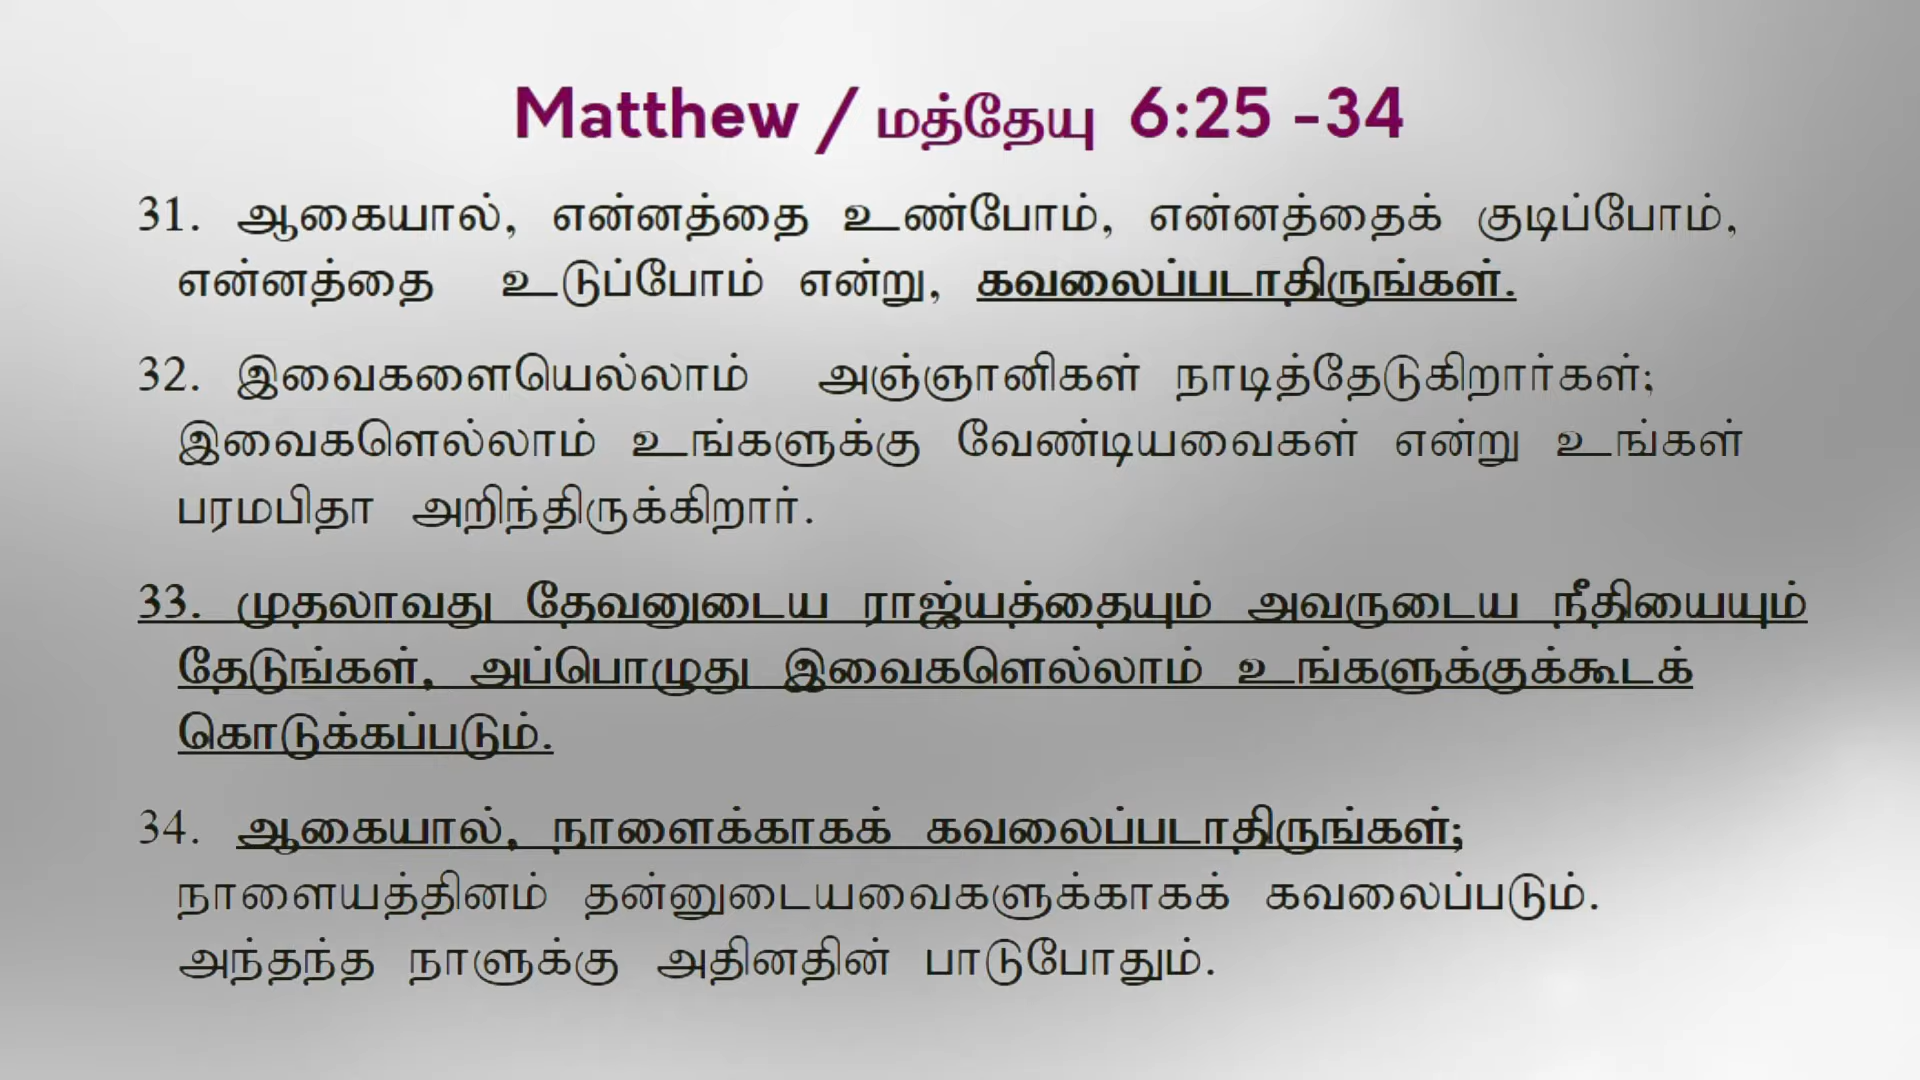 Matthew / மத்தேயு 6:25 -34
31. ஆகையால், என்னத்தை உண்போம், என்னத்தைக் குடிப்போம்,
என்னத்தை உடுப்போம் என்று, கவலைப்படாதிருங்கள்.
32. இவைகளையெல்லாம் அஞ்ஞானிகள் நாடித்தேடுகிறார்கள்;
இவைகளெல்லாம் உங்களுக்கு வேண்டியவைகள் என்று உங்கள்
பரமபிதா அறிந்திருக்கிறார்.
33. முதலாவது தேவனுடைய ராஜ்யத்தையும் அவருடைய நீதியையும்
தேடுங்கள், அப்பொழுது இவைகளெல்லாம் உங்களுக்குக்கூடக்
கொடுக்கப்படும்.
34. ஆகையால், நாளைக்காகக் கவலைப்படாதிருங்கள்;
நாளையத்தினம் தன்னுடையவைகளுக்காகக் கவலைப்படும்.
அந்தந்த நாளுக்கு அதினதின் பாடுபோதும்.